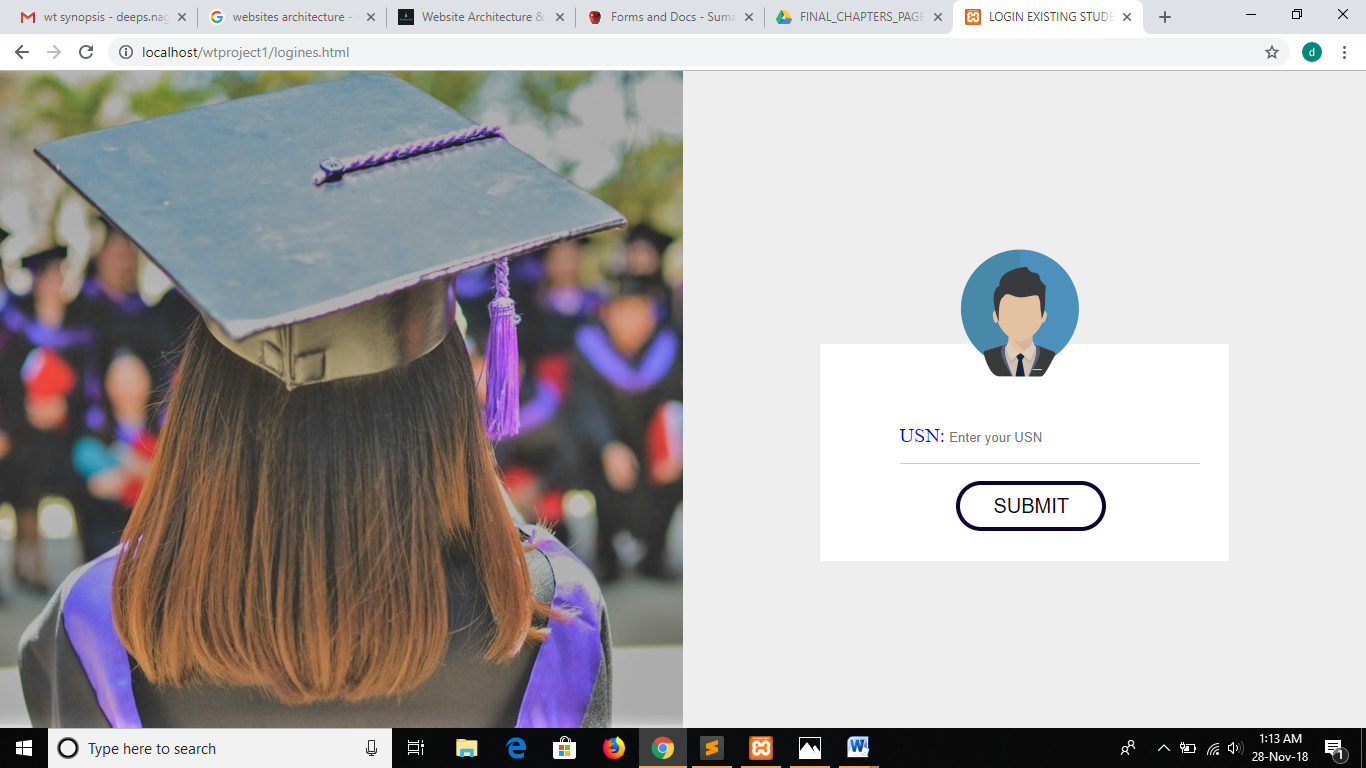 wt synopsis - deeps.nag
websites architecture -
Website Architecture &
Forms and Docs - Suma
FINAL_CHAPTERS_PAGE
LOGIN EXISTING STUDE
localhost/wtproject1/logines.html
d
USN: Enter your USN
SUBMIT
Type here to search
W
1:13 AM
28-Nov-18
1